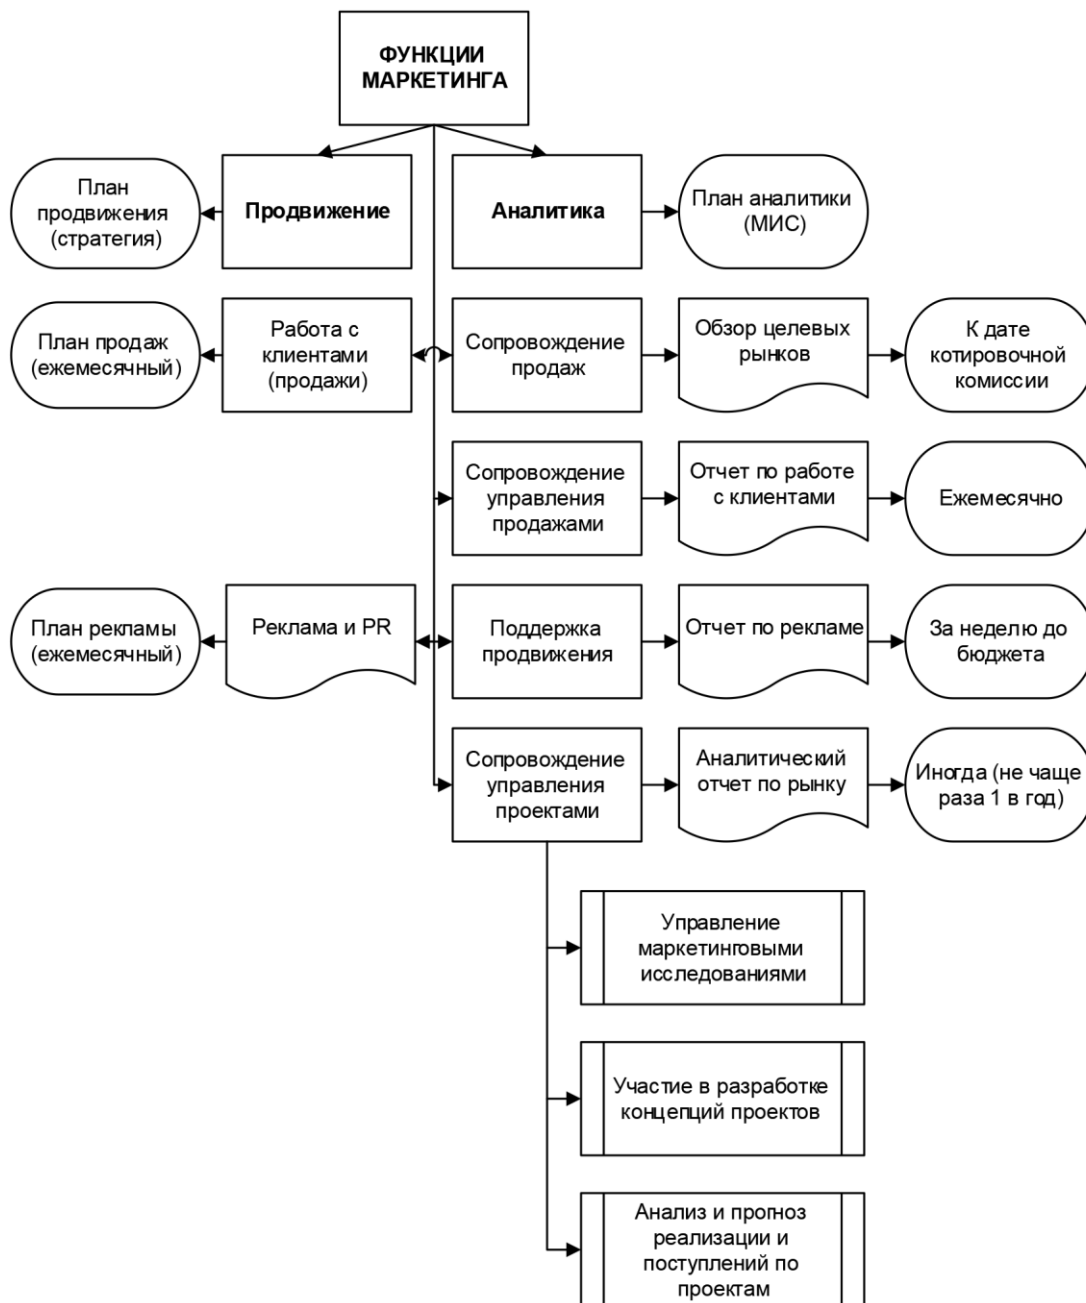 ФУНКЦИИ
МАРКЕТИНГА
План
продвижения
(стратегия)
Продвижение
Аналитика
План аналитики
(МИС)
План продаж
(ежемесячный)
Работа с
клиентами
(продажи)
Сопровождение
продаж
Обзор целевых
рынков
К дате
котировочной
комиссии
Сопровождение
управления
продажами
Отчет по работе
с клиентами
Ежемесячно
План рекламы
(ежемесячный)
Реклама и PR
Поддержка
продвижения
Отчет по рекламе
За неделю до
бюджета
Сопровождение
управления
проектами
Аналитический
отчет по рынку
Иногда (не чаще
раза 1 в год)
Управление
маркетинговыми
исследованиями
Участие в разработке
концепций проектов
Анализ и прогноз
реализации и
поступлений по
проектам